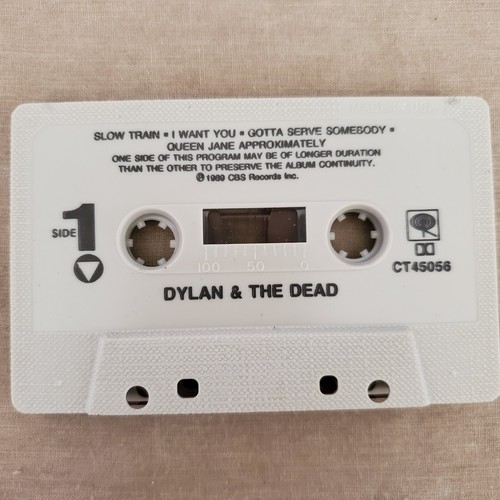 SLOW TRAIN • I WANT YOU • GOTTA SERVE SOMEBODY •
QUEEN JANE APPROXIMATELY
ONE SIDE OF THIS PROGRAM MAY BE OF LONGER DURATION
THAN THE OTHER TO PRESERVE THE ALBUM CONTINUITY.
℗ 1989 CBS Records Inc.
SIDE 1
100 50 0
CT45056
DYLAN & THE DEAD